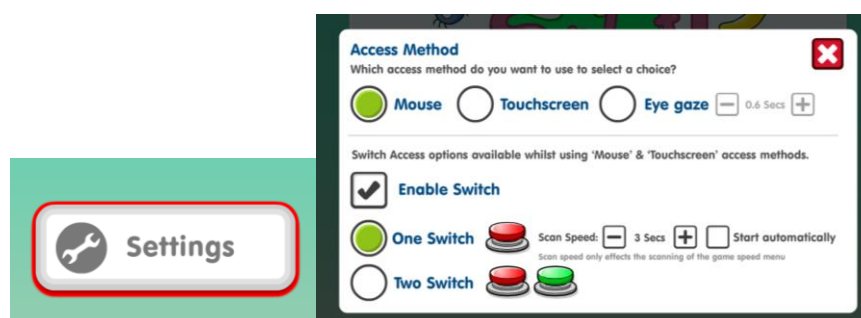 Settings
Access Method
Which access method do you want to use to select a choice?
Mouse Touchscreen Eye gaze 0.6 Secs
Switch Access options available whilst using 'Mouse' & 'Touchscreen' access methods.
Enable Switch
One Switch Scan Speed: 3 Secs Start automatically
Scan speed only effects the scanning of the game speed menu
Two Switch